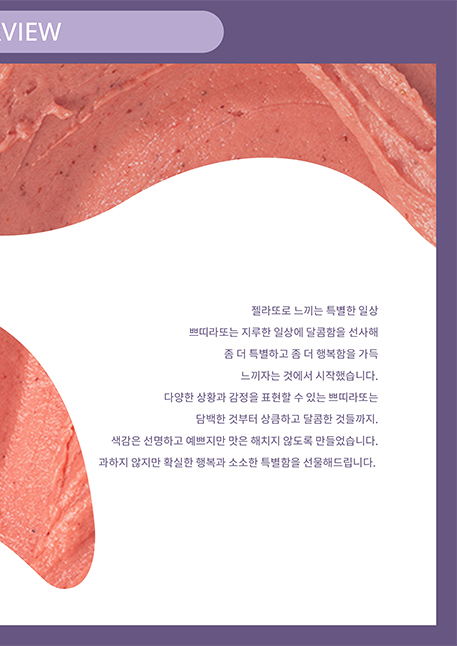 VIEW
젤라또로 느끼는 특별한 일상
쁘띠라또는 지루한 일상에 달콤함을 선사해
좀 더 특별하고 좀 더 행복함을 가득
느끼자는 것에서 시작했습니다.
다양한 상황과 감정을 표현할 수 있는 쁘띠라또는
담백한 것부터 상큼하고 달콤한 것들까지.
색감은 선명하고 예쁘지만 맛은 해치지 않도록 만들었습니다.
과하지 않지만 확실한 행복과 소소한 특별함을 선물해드립니다.